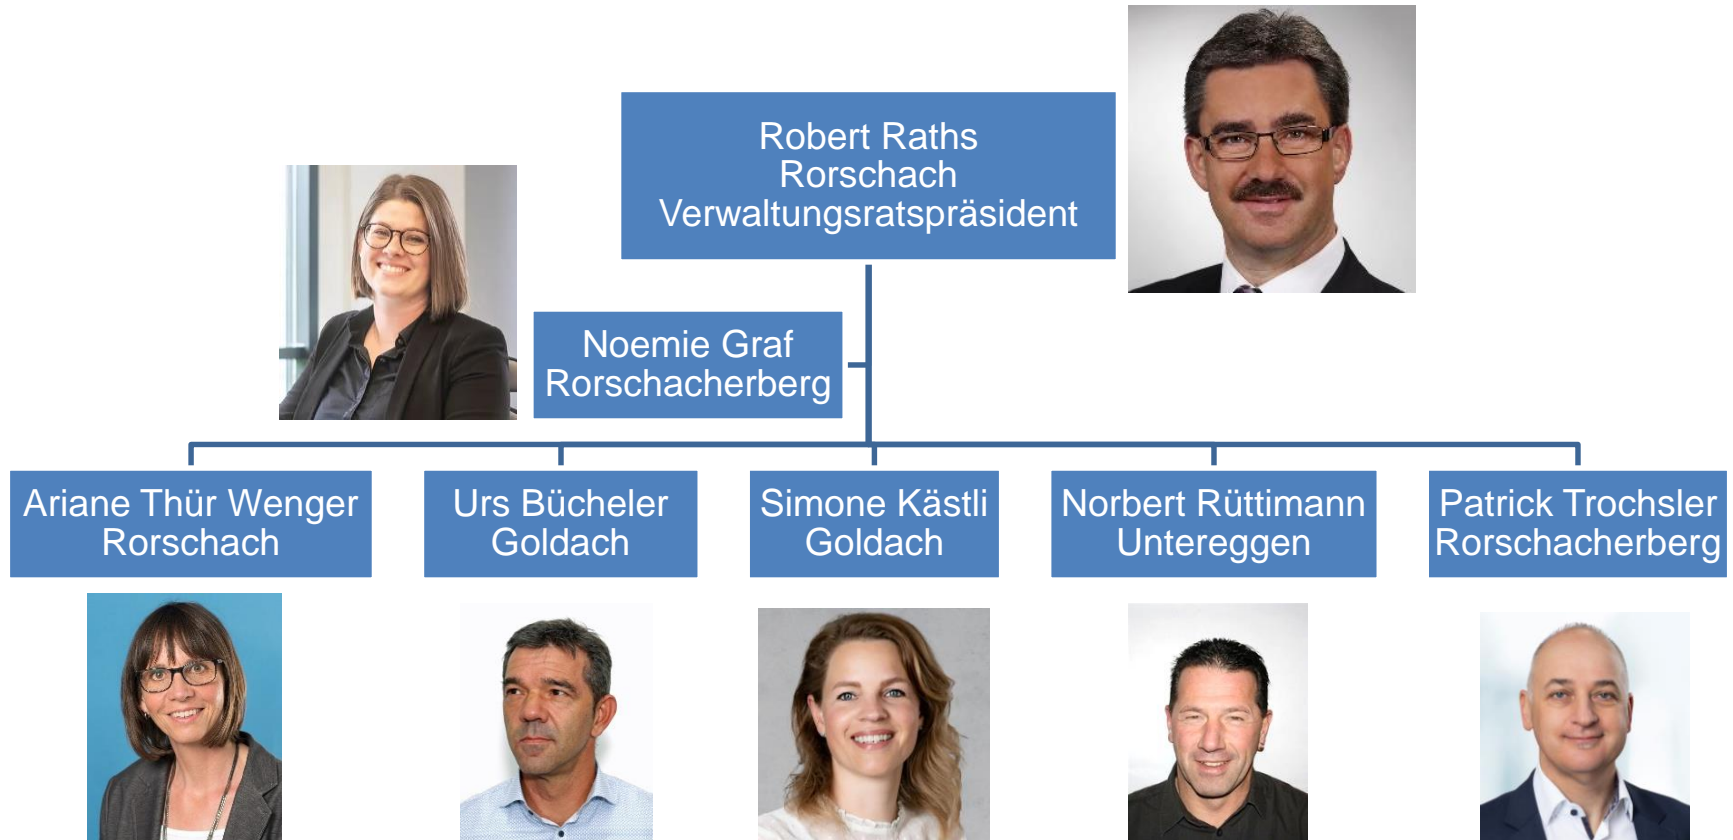 Robert Raths
Rorschach
Verwaltungsratspräsident
Noemie Graf
Rorschacherberg
Ariane Thür Wenger
Rorschach
Urs Bücheler
Goldach
Simone Kästli
Goldach
Norbert Rüttimann
Untereggen
Patrick Trochsler
Rorschacherberg